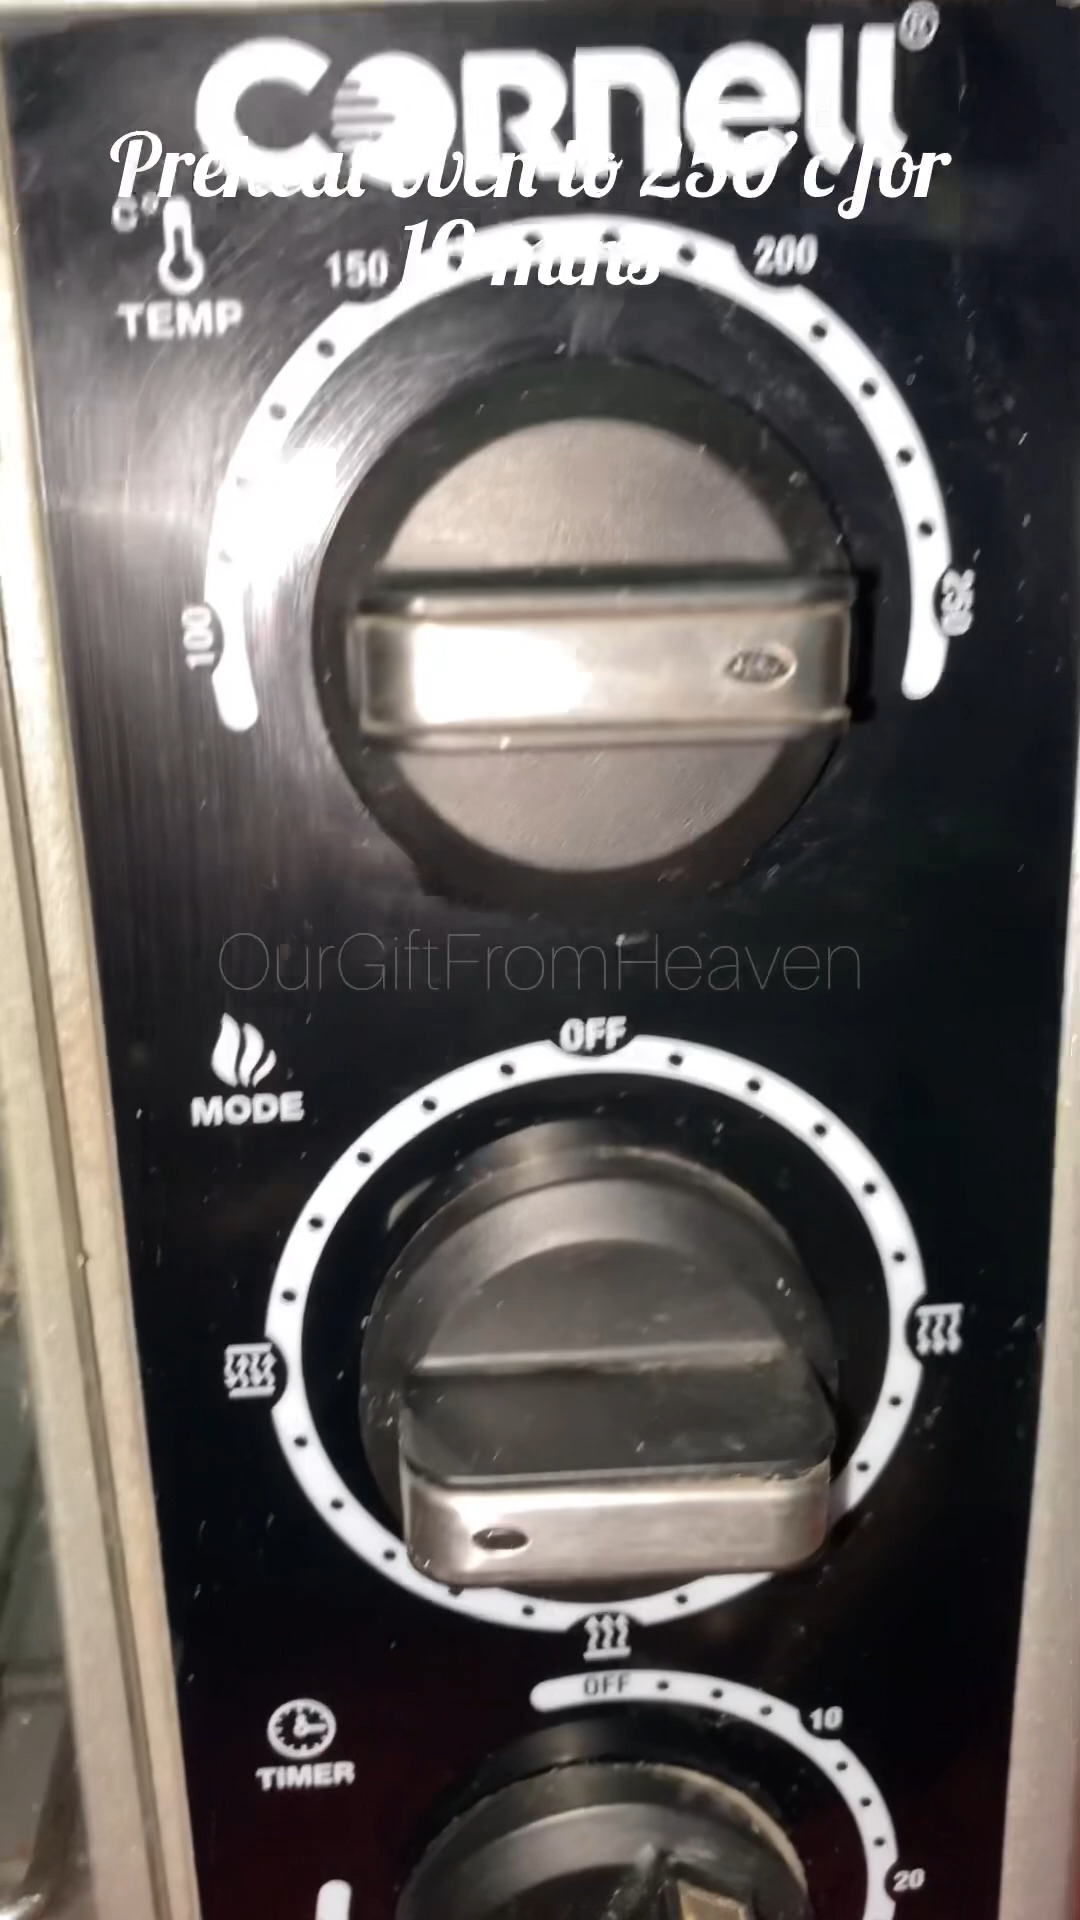 CORNELL®
Preheat oven to 250°c for
10 mins
C°
TEMP
100
150
200
250
OurGiftFromHeaven
MODE
OFF
OFF
TIMER
10
20